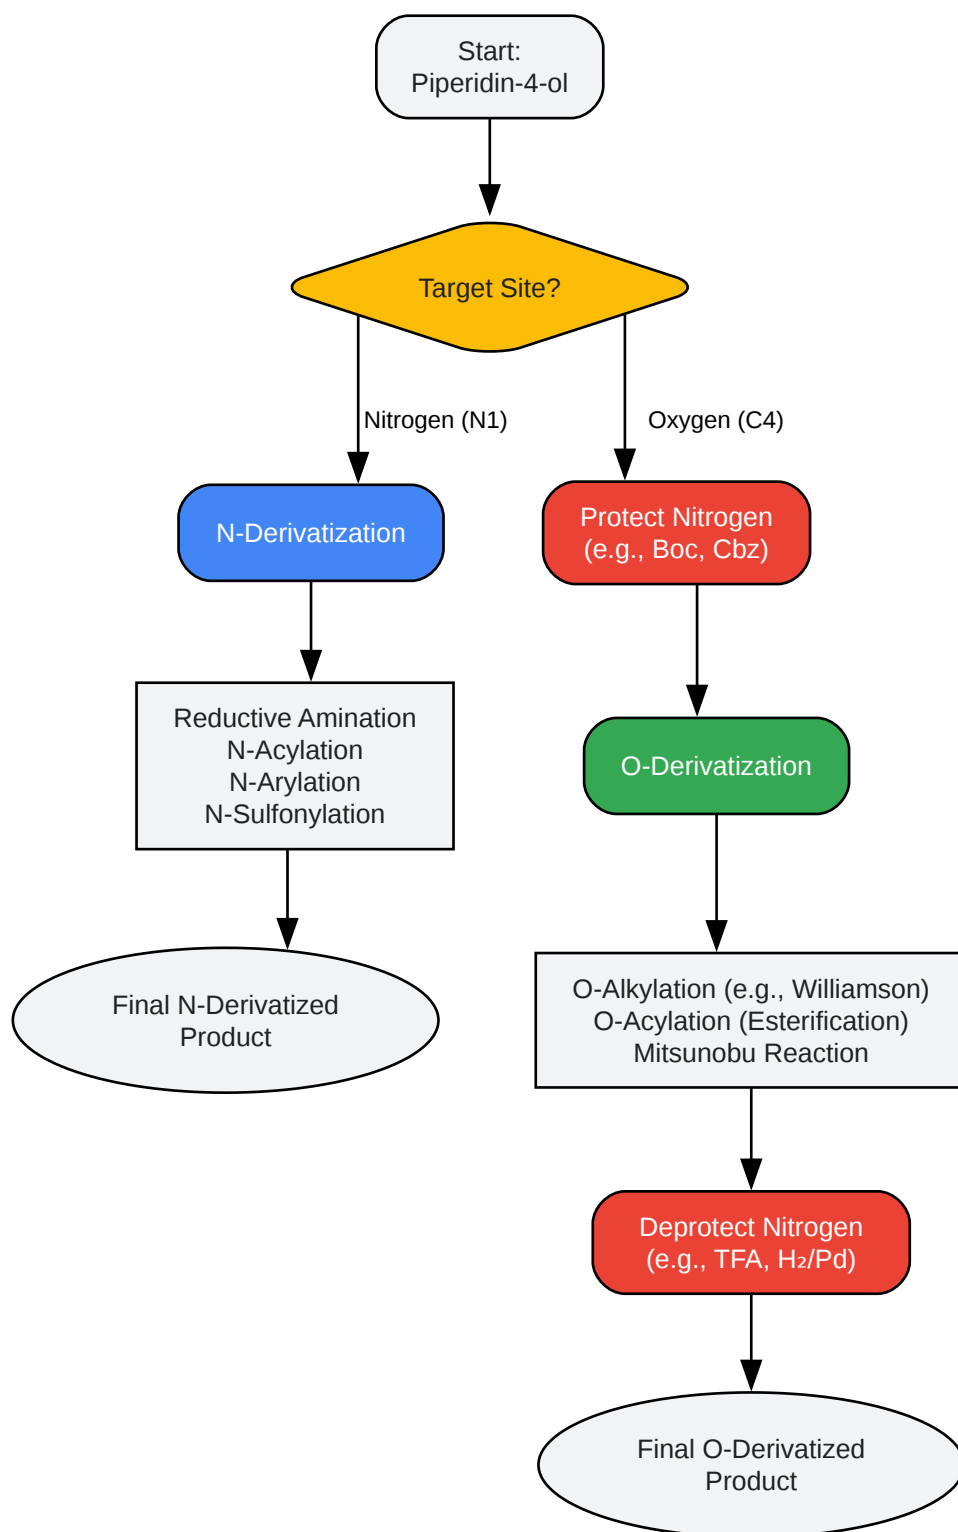 Start:
Piperidin-4-ol
Target Site?
Nitrogen (N1)
Oxygen (C4)
N-Derivatization
Protect Nitrogen
(e.g., Boc, Cbz)
Reductive Amination
N-Acylation
N-Arylation
N-Sulfonylation
O-Derivatization
Final N-Derivatized
Product
O-Alkylation (e.g., Williamson)
O-Acylation (Esterification)
Mitsunobu Reaction
Deprotect Nitrogen
(e.g., TFA, H₂/Pd)
Final O-Derivatized
Product